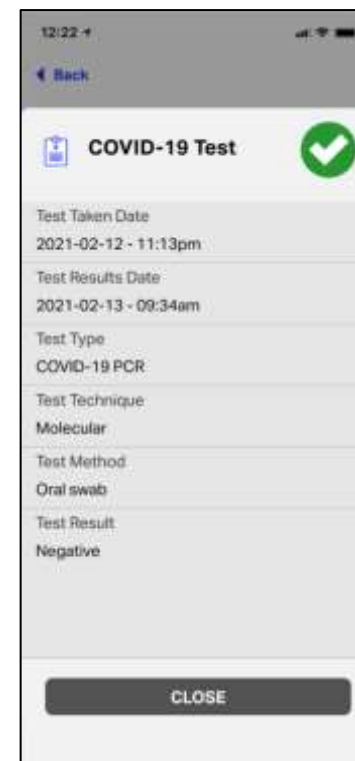 12:22
Back
COVID-19 Test
Test Taken Date
2021-02-12 - 11:13pm
Test Results Date
2021-02-13 - 09:34am
Test Type
COVID-19 PCR
Test Technique
Molecular
Test Method
Oral swab
Test Result
Negative
CLOSE